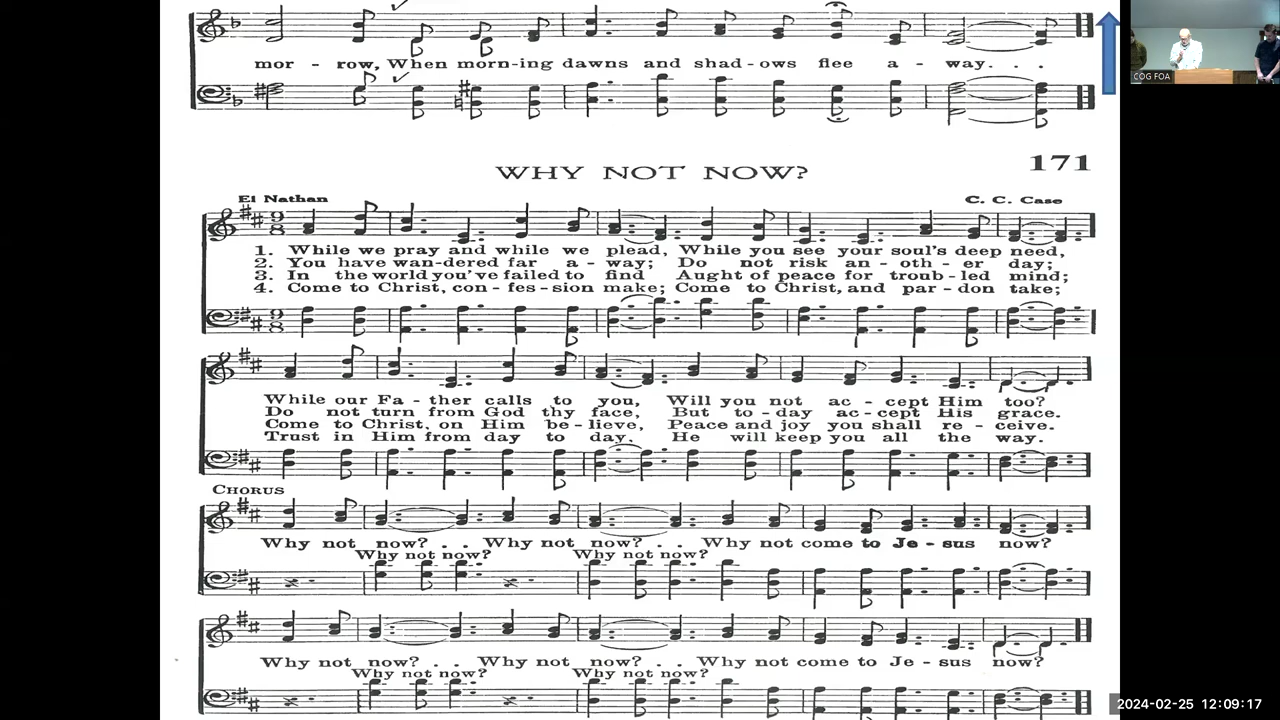 mor - row, When morn-ing dawns and shad-ows flee a - way. . .
COG FOA
171
WHY NOT NOW?
El Nathan
C. C. Case
1. While we pray and while we plead, While you see your soul's deep need,
2. You have wan-dered far a - way; Do not risk an - oth - er day;
3. In the world you've failed to find Aught of peace for troub - led mind;
4. Come to Christ, con - fes - sion make; Come to Christ, and par - don take;
While our Fa - ther calls to you, Will you not ac - cept Him too?
Do not turn from God thy face, But to - day ac - cept His grace.
Come to Christ, on Him be - lieve, Peace and joy you shall re - ceive.
Trust in Him from day to day, He will keep you all the way.
CHORUS
Why not now? . . Why not now? . . Why not come to Je - sus now?
Why not now? Why not now?
Why not now? . . Why not now? . . Why not come to Je - sus now?
Why not now? Why not now?
2024-02-25 12:09:17